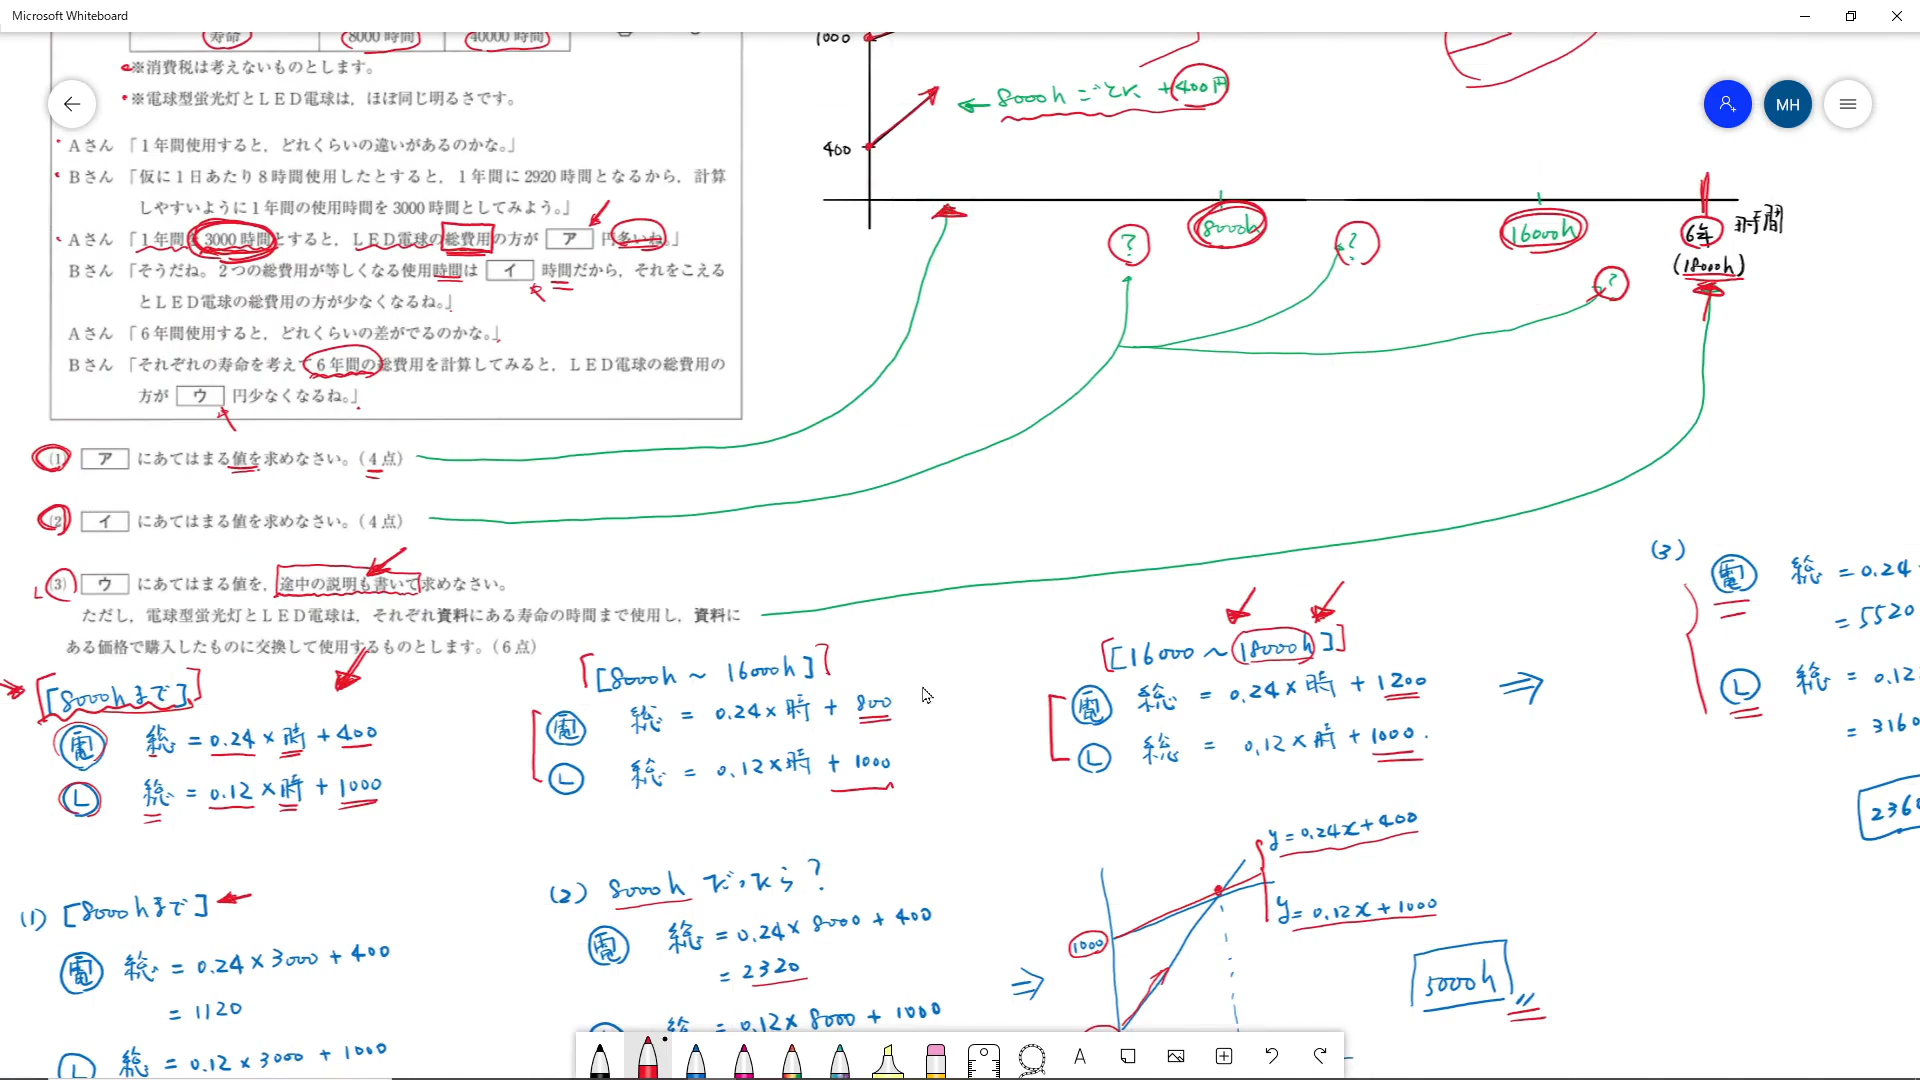 Microsoft Whiteboard
寿命 8000時間 40000時間
※消費税は考えないものとします。
※電球型蛍光灯とLED電球は，ほぼ同じ明るさです。
Aさん「1年間使用すると，どれくらいの違いがあるのかな。」
Bさん「仮に1日あたり8時間使用したとすると，1年間に2920時間となるから，計算
しやすいように1年間の使用時間を3000時間としてみよう。」
Aさん「1年間を3000時間とすると，LED電球の総費用の方が ア 円多いね。」
Bさん「そうだね。2つの総費用が等しくなる使用時間は イ 時間だから，それをこえる
とLED電球の総費用の方が少なくなるね。」
Aさん「6年間使用すると，どれくらいの差がでるのかな。」
Bさん「それぞれの寿命を考えて6年間の総費用を計算してみると，LED電球の総費用の
方が ウ 円少なくなるね。」
(1) ア にあてはまる値を求めなさい。(4点)
(2) イ にあてはまる値を求めなさい。(4点)
(3) ウ にあてはまる値を，途中の説明も書いて求めなさい。
ただし，電球型蛍光灯とLED電球は，それぞれ資料にある寿命の時間まで使用し，資料に
ある価格で購入したものに交換して使用するものとします。(6点)
1000
8000hごとに +400円
400
8000h
16000h
6年
時間
(18000h)
?
?
?
MH
[8000hまで]
電 総 = 0.24×時 + 400
L 総 = 0.12×時 + 1000
[8000h ~ 16000h]
電 総 = 0.24×時 + 800
L 総 = 0.12×時 + 1000
[16000 ~ 18000h]
電 総 = 0.24×時 + 1200
L 総 = 0.12×時 + 1000.
⇒
(3)
電 総 = 0.24
= 5520
L 総 = 0.12
= 3160
2360
(1) [8000hまで]
電 総 = 0.24×3000 + 400
= 1120
L 総 = 0.12×3000 + 1000
(2) 8000h だったら?
電 総 = 0.24×8000 + 400
= 2320
総 = 0.12×8000 + 1000
⇒
y=0.24x+400
y=0.12x+1000
1000
5000h
A